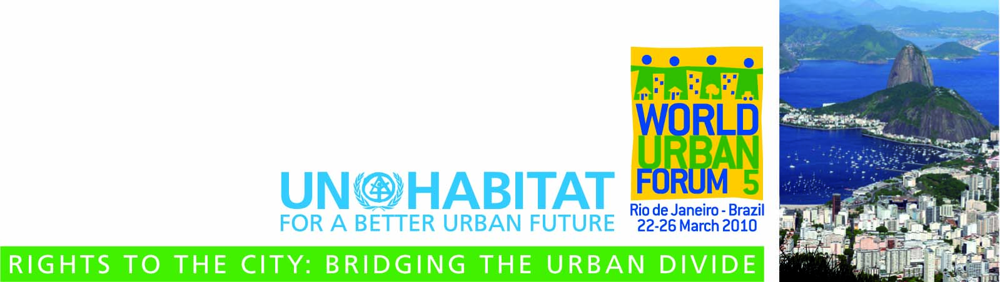 UN HABITAT
FOR A BETTER URBAN FUTURE
WORLD
URBAN
FORUM 5
Rio de Janeiro - Brazil
22-26 March 2010
RIGHTS TO THE CITY: BRIDGING THE URBAN DIVIDE